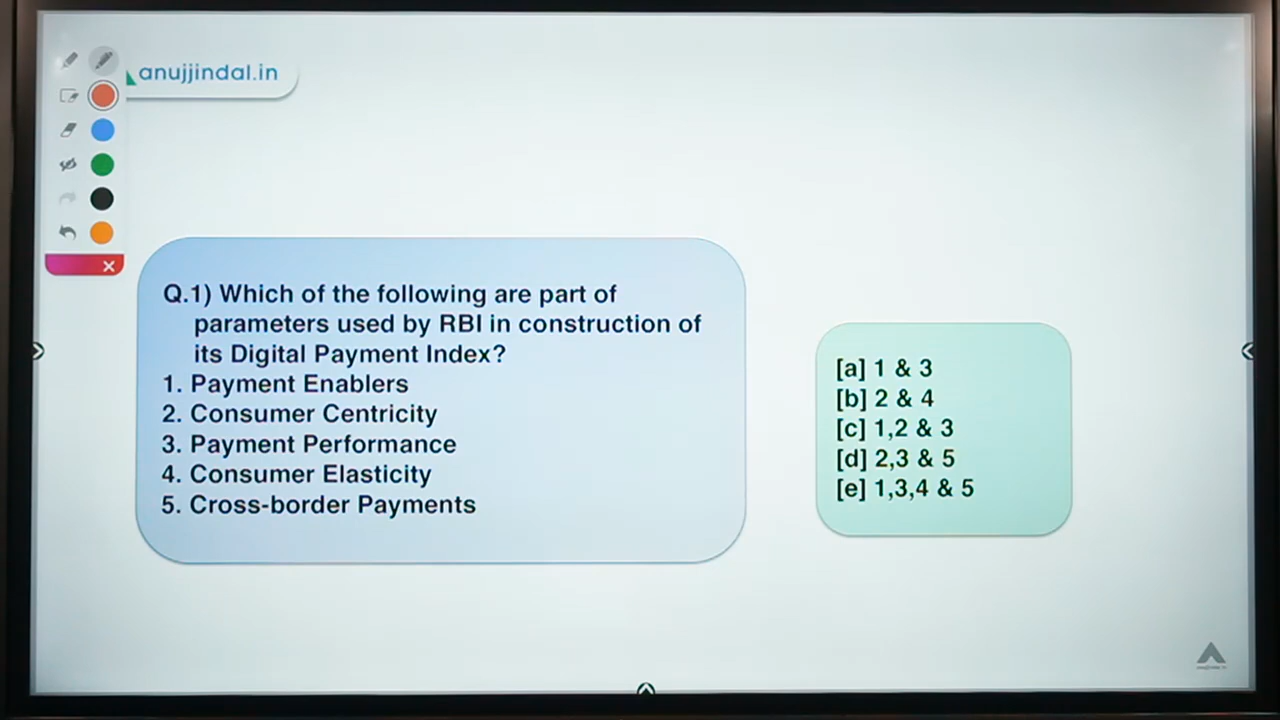 anujjindal.in
Q.1) Which of the following are part of
parameters used by RBI in construction of
its Digital Payment Index?
1. Payment Enablers
2. Consumer Centricity
3. Payment Performance
4. Consumer Elasticity
5. Cross-border Payments
[a] 1 & 3
[b] 2 & 4
[c] 1,2 & 3
[d] 2,3 & 5
[e] 1,3,4 & 5